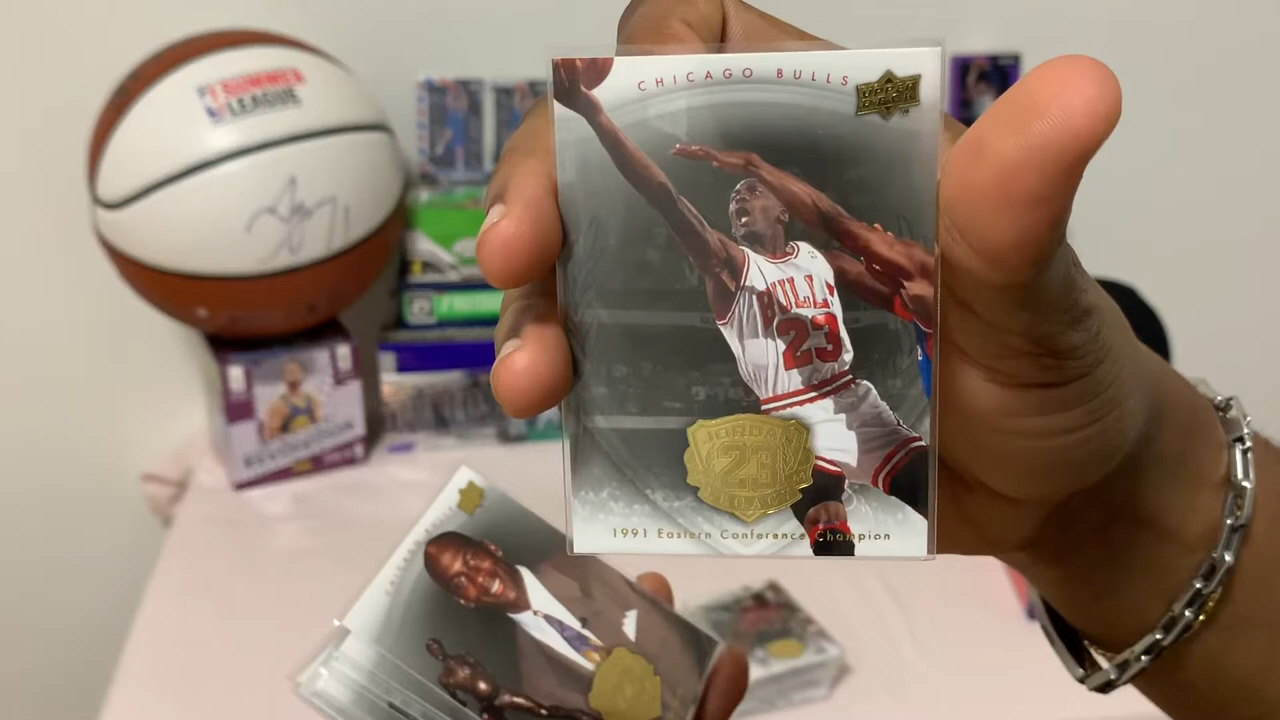 SUMMER
LEAGUE
CHICAGO BULLS
UPPER
DECK
BULLS
23
JORDAN
23
LEGACY
1991 Eastern Conference Champion